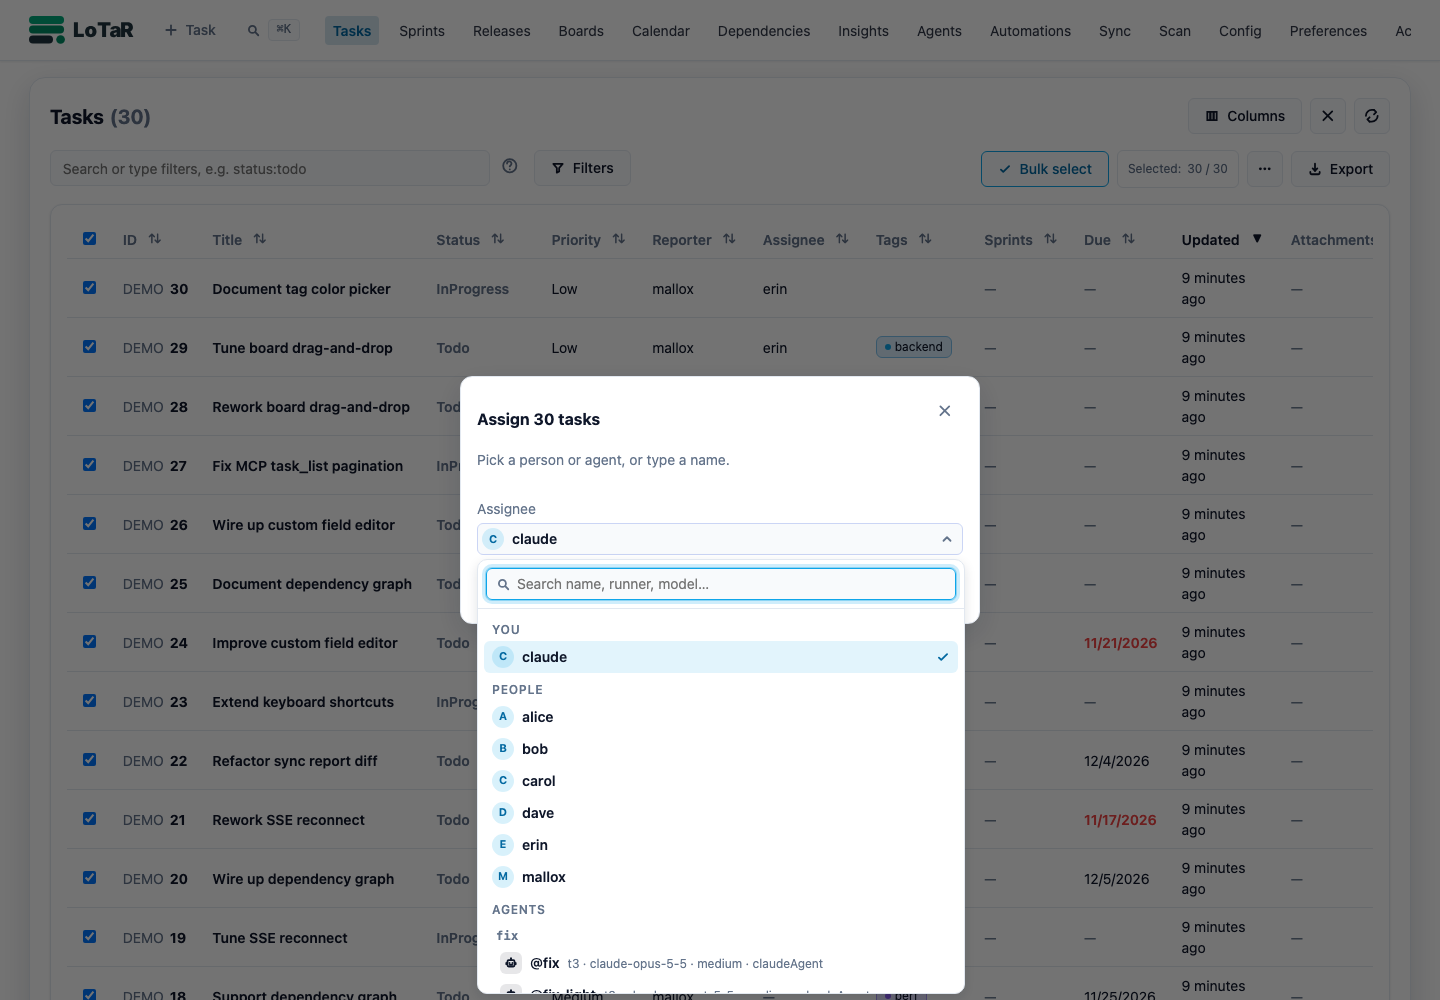 LoTaR
Task
⌘K
Tasks
Sprints
Releases
Boards
Calendar
Dependencies
Insights
Agents
Automations
Sync
Scan
Config
Preferences
Ac
Tasks (30)
Columns
Search or type filters, e.g. status:todo
Filters
Bulk select
Selected: 30 / 30
Export
ID Title Status Priority Reporter Assignee Tags Sprints Due Updated Attachments
DEMO 30 Document tag color picker InProgress Low mallox erin — — 9 minutes ago —
DEMO 29 Tune board drag-and-drop Todo Low mallox erin backend — — 9 minutes ago —
DEMO 28 Rework board drag-and-drop Tod — — 9 minutes ago —
DEMO 27 Fix MCP task_list pagination InPr — — 9 minutes ago —
DEMO 26 Wire up custom field editor Todo — — 9 minutes ago —
DEMO 25 Document dependency graph Todo — — 9 minutes ago —
DEMO 24 Improve custom field editor Todo — 11/21/2026 9 minutes ago —
DEMO 23 Extend keyboard shortcuts InProg — — 9 minutes ago —
DEMO 22 Refactor sync report diff Todo — 12/4/2026 9 minutes ago —
DEMO 21 Rework SSE reconnect Todo — 11/17/2026 9 minutes ago —
DEMO 20 Wire up dependency graph Todo — 12/5/2026 9 minutes ago —
DEMO 19 Tune SSE reconnect InProg — — 9 minutes ago —
DEMO 18 Support dependency graph Todo Medium mallox — perf — 11/25/2026 9 minutes
Assign 30 tasks
Pick a person or agent, or type a name.
Assignee
C claude
Search name, runner, model...
YOU
C claude
PEOPLE
A alice
B bob
C carol
D dave
E erin
M mallox
AGENTS
fix
@fix t3 · claude-opus-5-5 · medium · claudeAgent